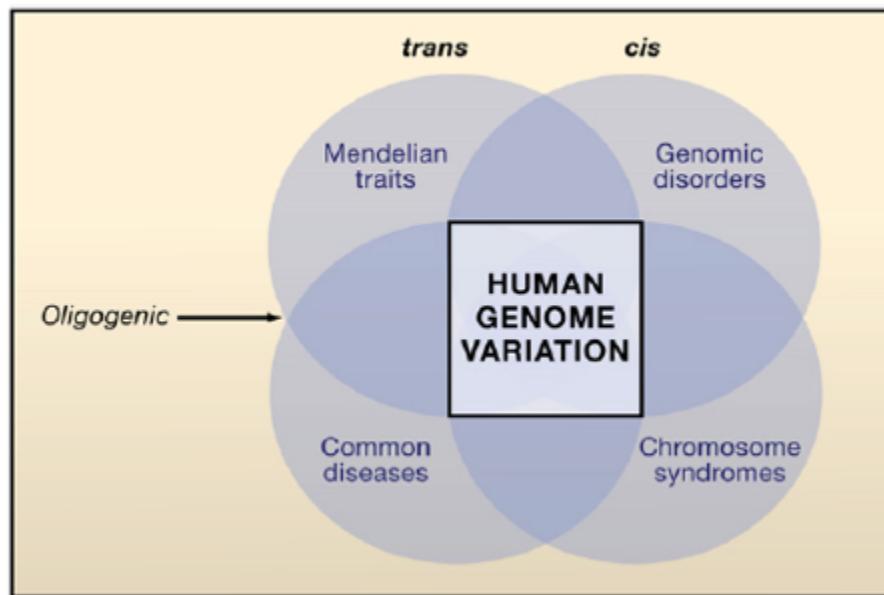 trans
cis
Mendelian
traits
Genomic
disorders
Oligogenic
HUMAN
GENOME
VARIATION
Common
diseases
Chromosome
syndromes